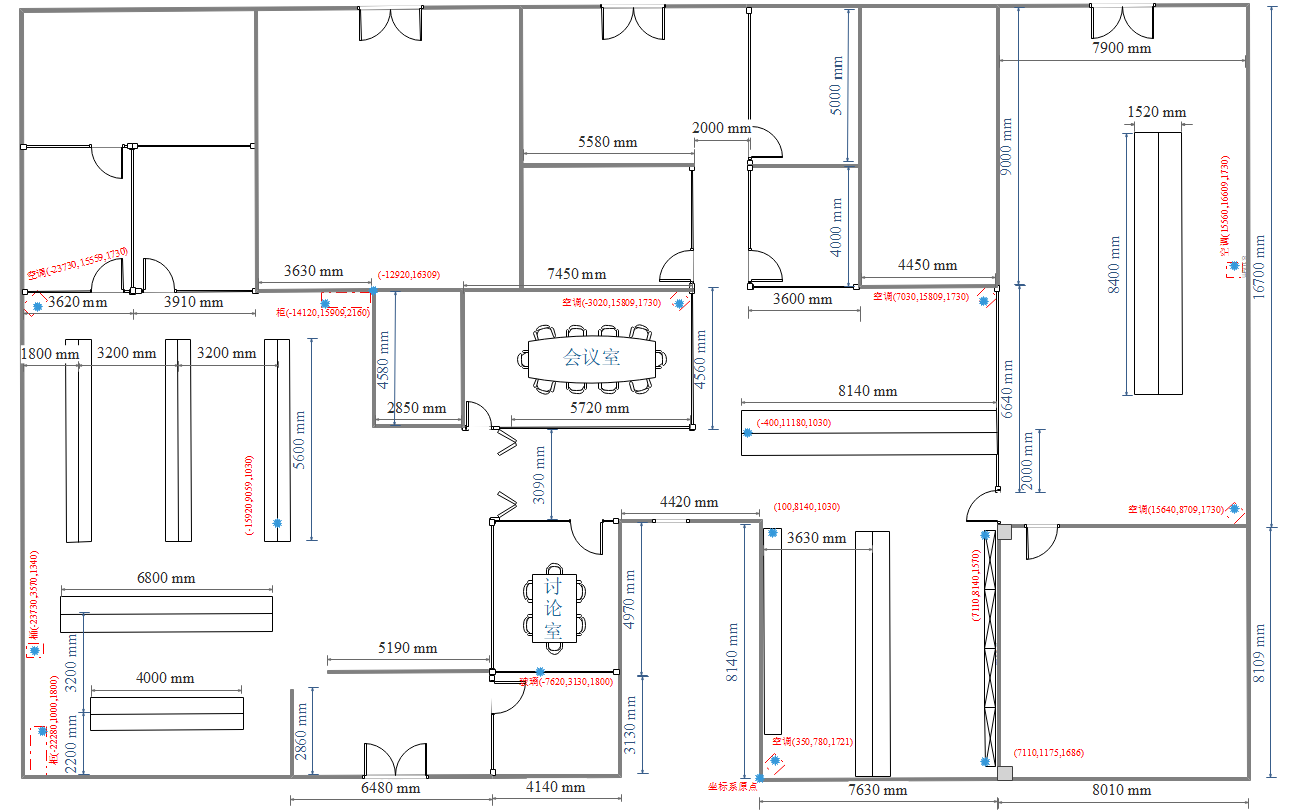 7900 mm
1520 mm
5000 mm
2000 mm
5580 mm
9000 mm
空调(15560,16609,1730)
4000 mm
空调(-23730,15559,1730)
8400 mm
16700 mm
3630 mm
(-12920,16309)
7450 mm
4450 mm
3620 mm
3910 mm
柜(-14120,15909,2160)
空调(-3020,15809,1730)
3600 mm
空调(7030,15809,1730)
1800 mm
3200 mm
3200 mm
4580 mm
会议室
4560 mm
6640 mm
8140 mm
2850 mm
5720 mm
(-400,11180,1030)
5600 mm
3090 mm
2000 mm
(-15920,9059,1030)
4420 mm
(100,8140,1030)
空调(15640,8709,1730)
3630 mm
柜(-23730,3570,1340)
6800 mm
讨
论
室
4970 mm
(7110,8140,1570)
5190 mm
8140 mm
8109 mm
3200 mm
4000 mm
玻璃(-7620,3130,1800)
柜(-22280,1000,1800)
2200 mm
2860 mm
3130 mm
空调(350,780,1721)
(7110,1175,1686)
坐标系原点
6480 mm
4140 mm
7630 mm
8010 mm